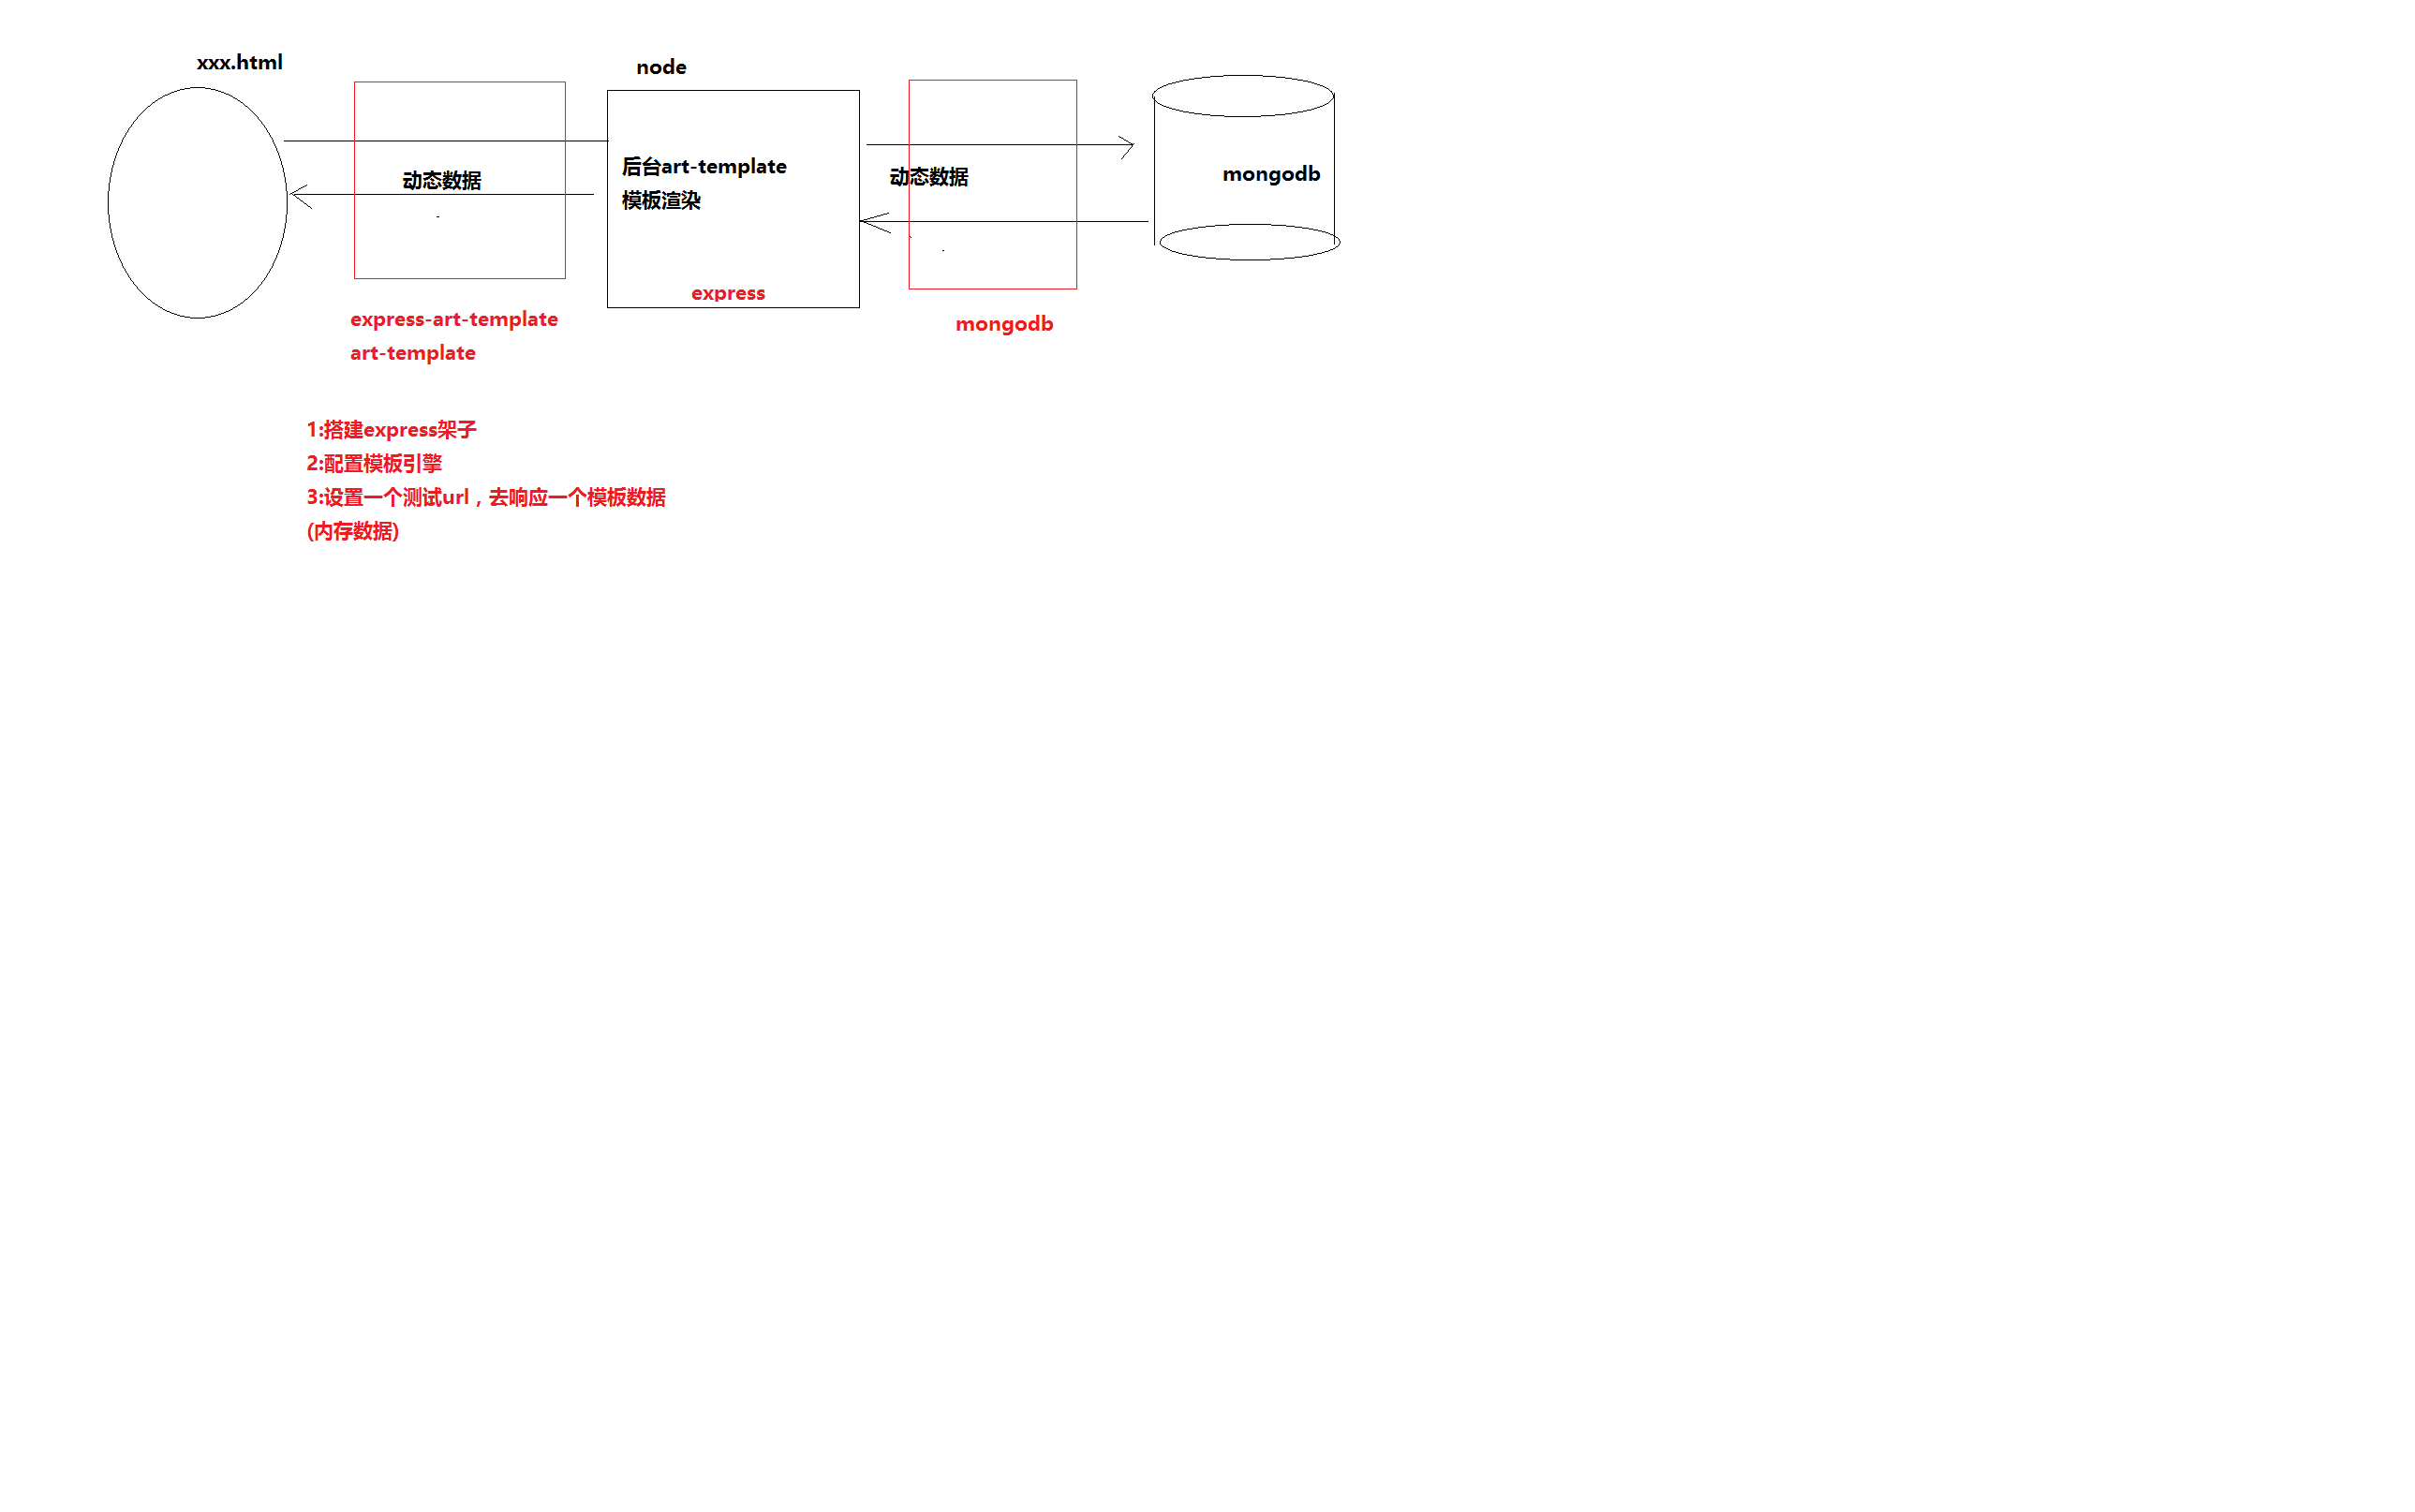 xxx.html
node
动态数据
后台art-template
模板渲染
express
动态数据
mongodb
express-art-template
art-template
mongodb
1:搭建express架子
2:配置模板引擎
3:设置一个测试url，去响应一个模板数据
(内存数据)